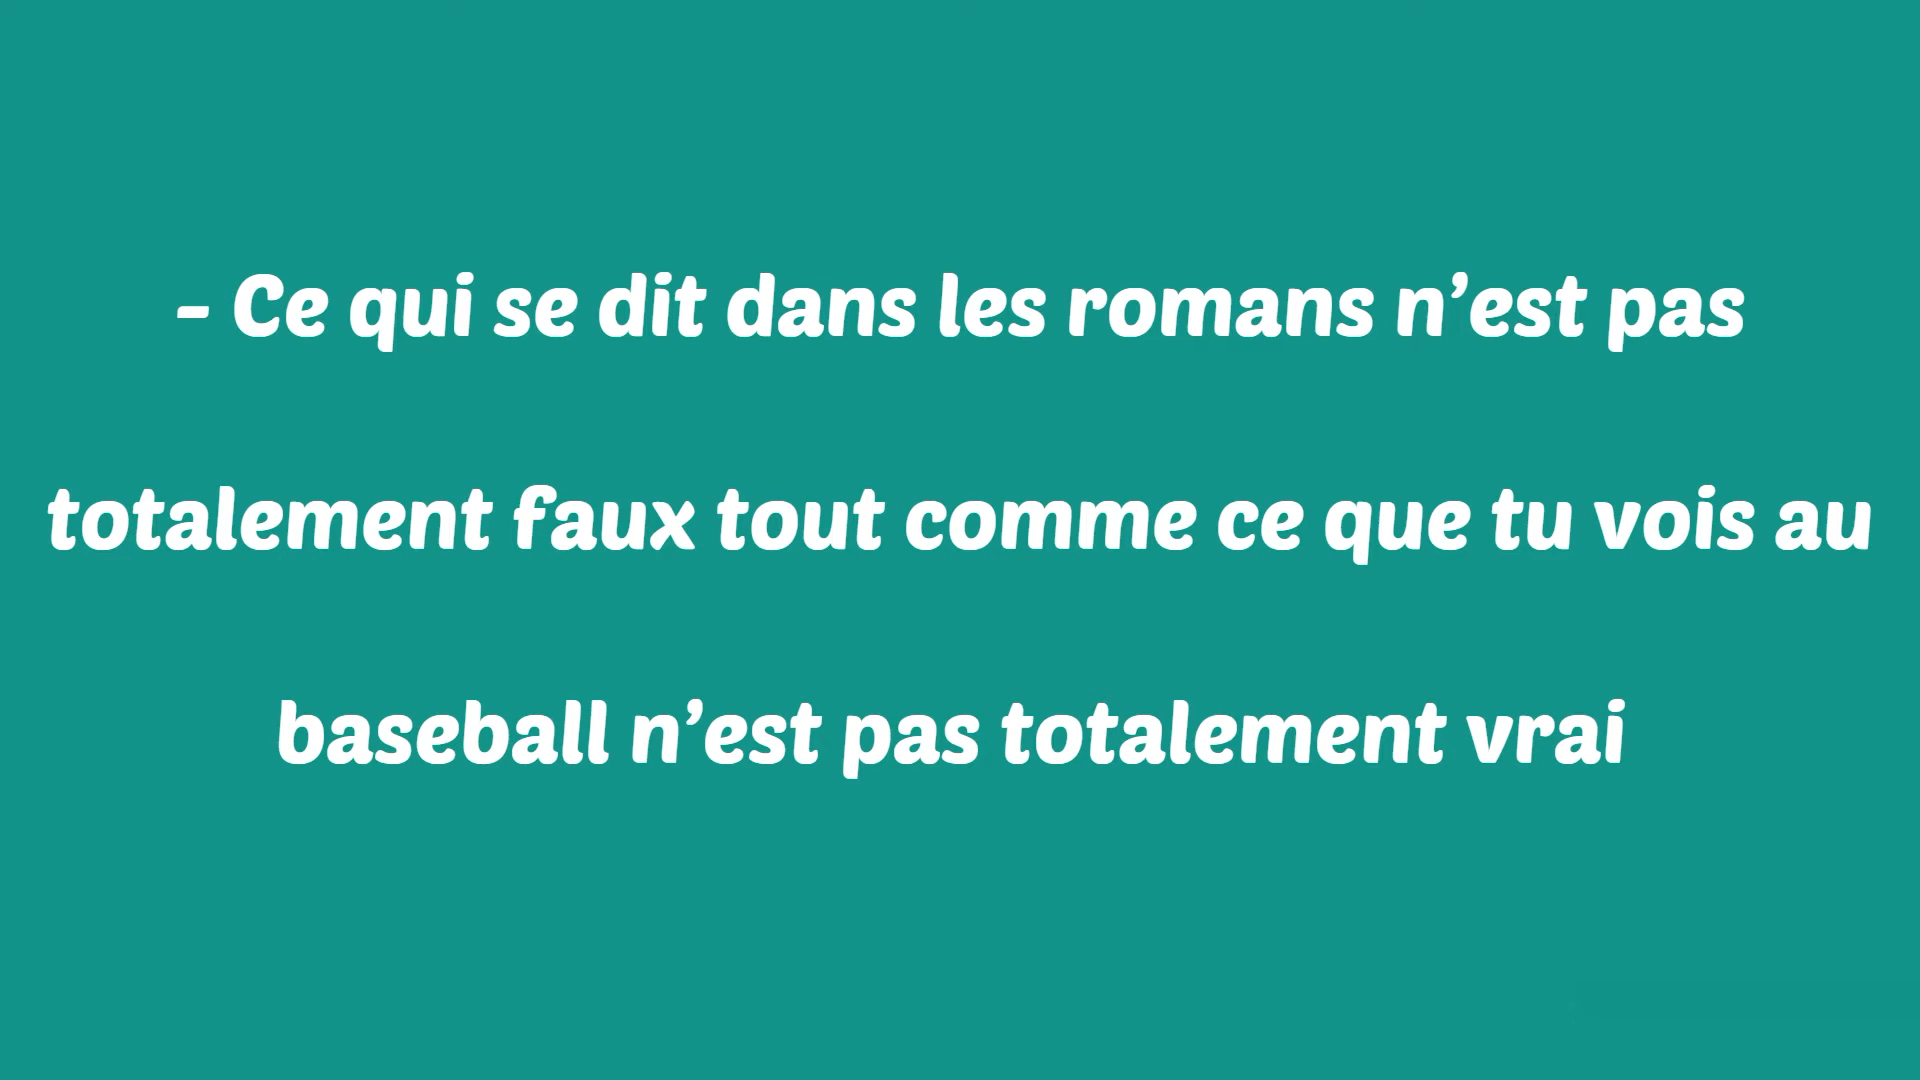 - Ce qui se dit dans les romans n’est pas
totalement faux tout comme ce que tu vois au
baseball n’est pas totalement vrai